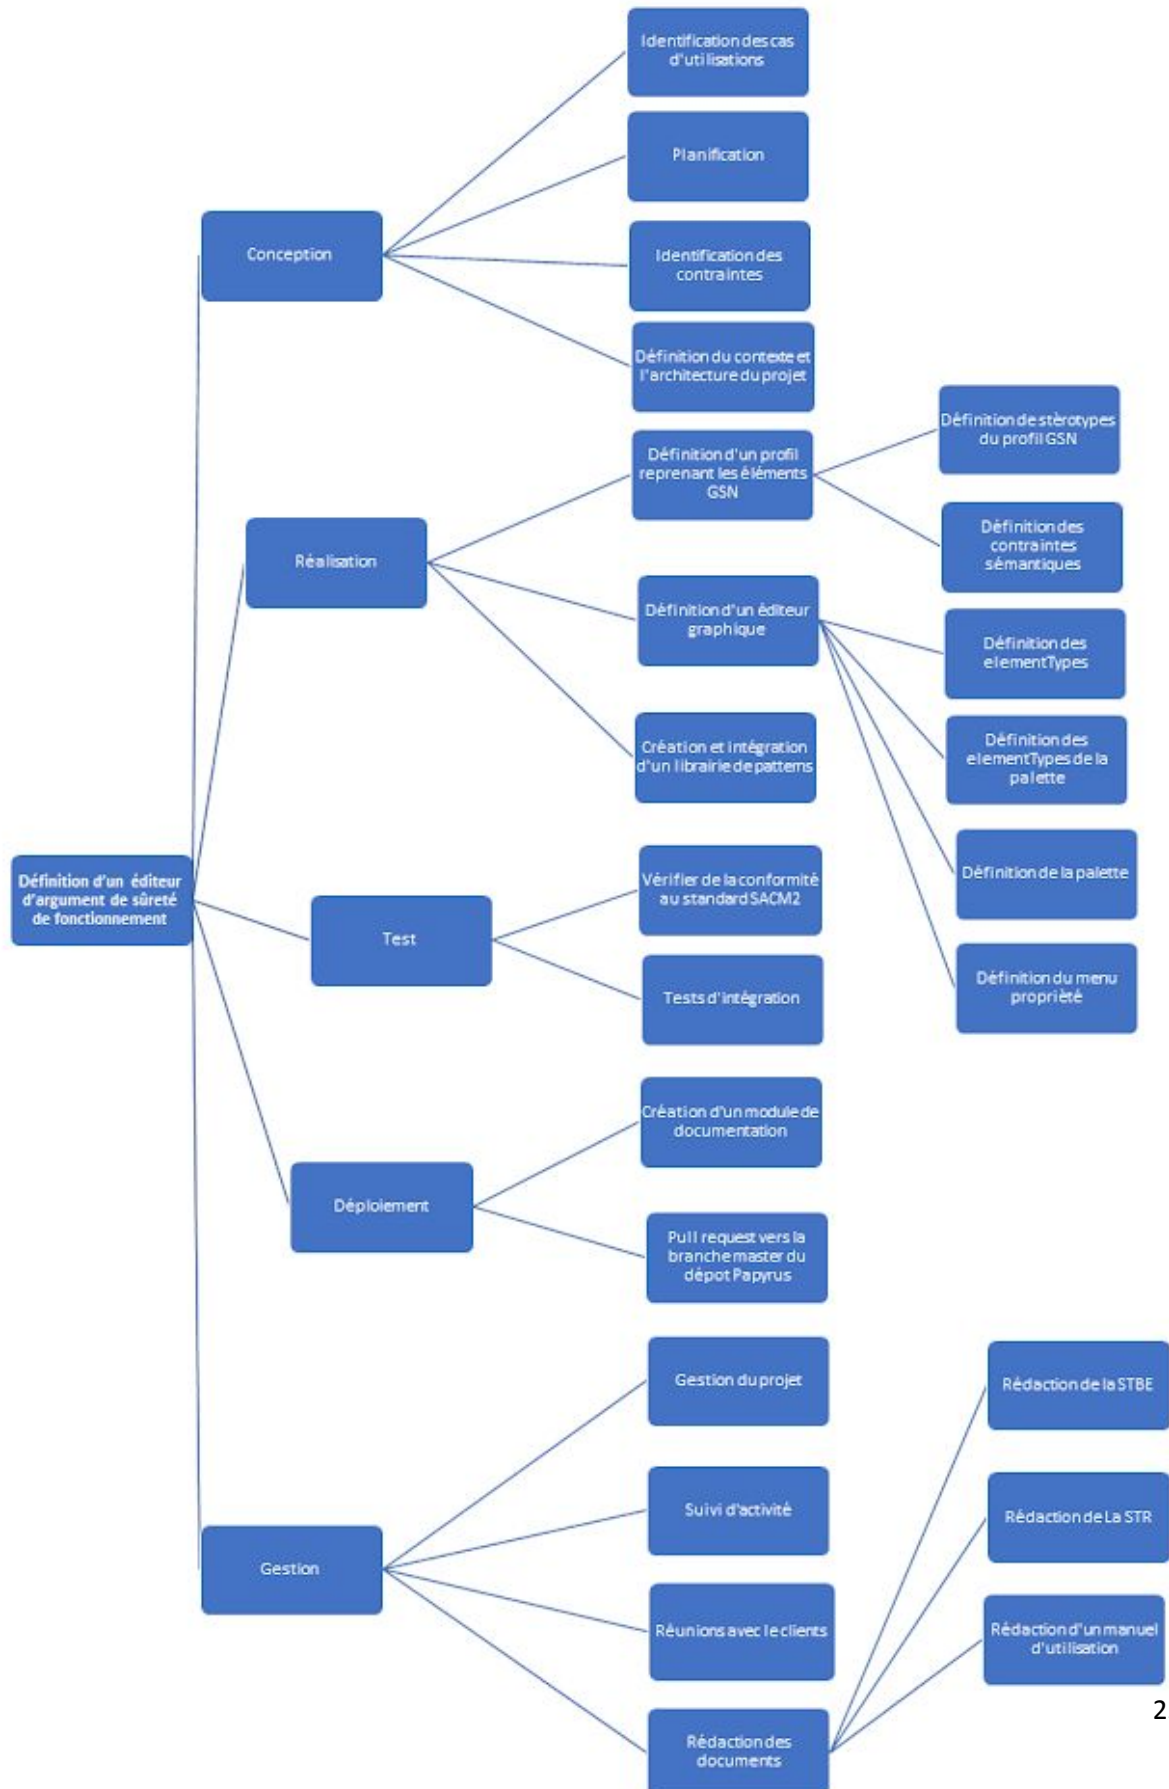 Identification des cas
d'utilisations
Planification
Conception
Identification des
contraintes
Définition du contexte et
l'architecture du projet
Définition de stèrotypes
du profil GSN
Définition d'un profil
reprenant les éléments
GSN
Définition des
contraintes
sémantiques
Réalisation
Définition d'un éditeur
graphique
Définition des
elementTypes
Création et intégration
d'un librairie de patterns
Définition des
elementTypes de la
palette
Définition d'un éditeur
d'argument de sûreté
de fonctionnement
Vérifier de la conformité
au standard SACM2
Définition de la palette
Test
Tests d'intégration
Définition du menu
propriètè
Création d'un module de
documentation
Déploiement
Pull request vers la
branche master du
dépot Papyrus
Gestion du projet
Rédaction de la STBE
Suivi d'activité
Rédaction de La STR
Gestion
Réunions avec le clients
Rédaction d'un manuel
d'utilisation
Rédaction des
documents
2